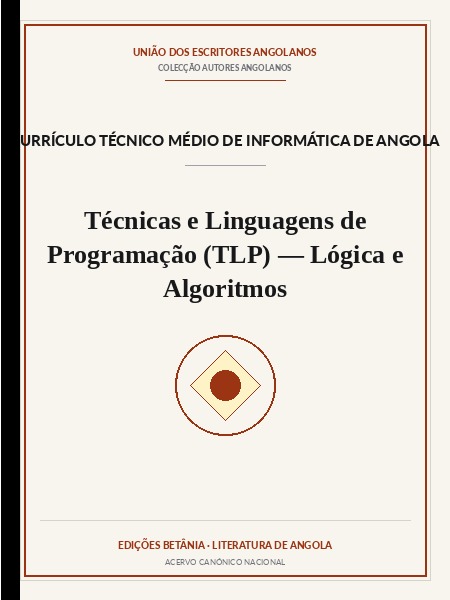 UNIÃO DOS ESCRITORES ANGOLANOS
COLECÇÃO AUTORES ANGOLANOS
URRÍCULO TÉCNICO MÉDIO DE INFORMÁTICA DE ANGOLA
Técnicas e Linguagens de
Programação (TLP) — Lógica e
Algoritmos
EDIÇÕES BETÂNIA · LITERATURA DE ANGOLA
ACERVO CANÓNICO NACIONAL